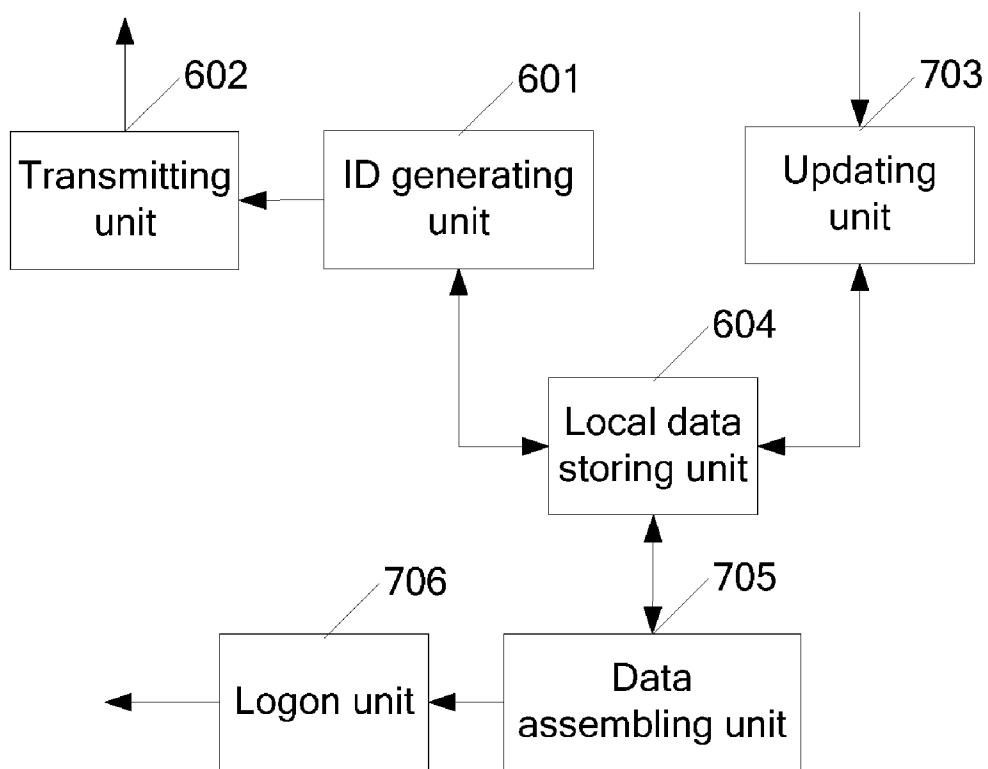 602
601
703
Transmitting
unit
ID generating
unit
Updating
unit
604
Local data
storing unit
706
705
Logon unit
Data
assembling unit